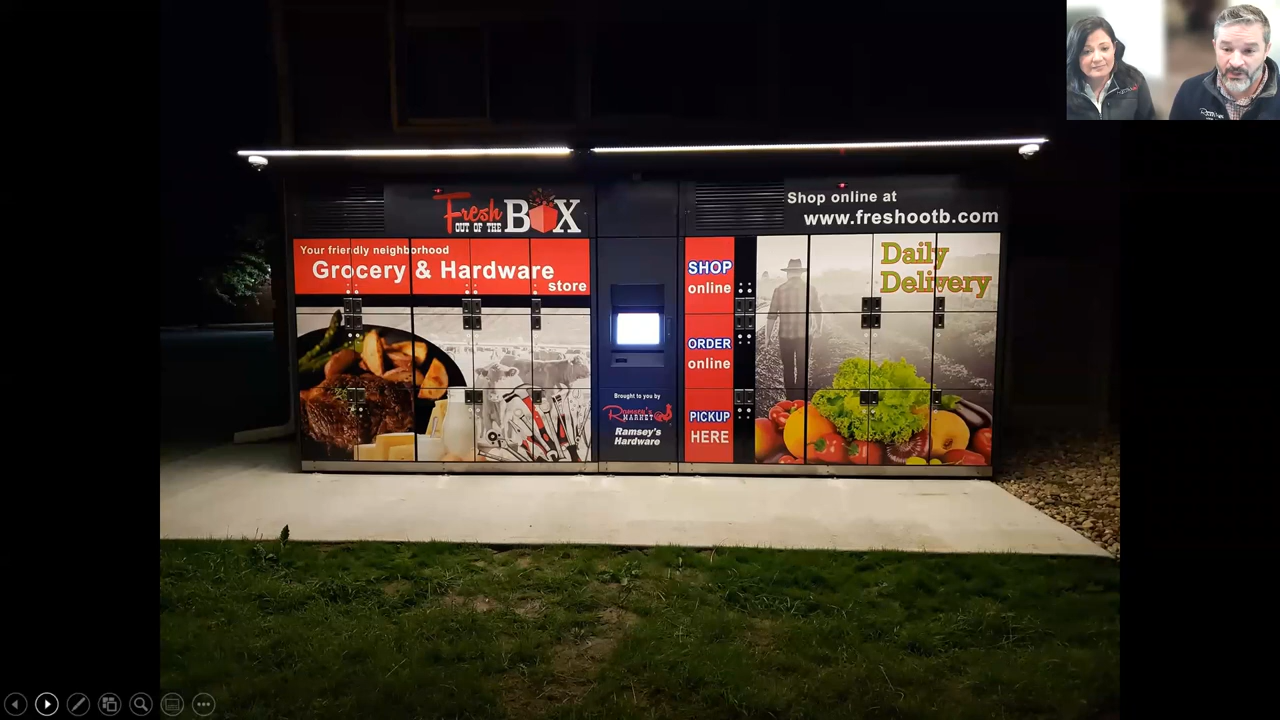 Fresh
OUT OF THE BOX
Shop online at
www.freshootb.com
Your friendly neighborhood
Grocery & Hardware
store
SHOP
online
ORDER
online
PICKUP
HERE
Daily
Delivery
Brought to you by
Ramsey's
MARKET
Ramsey's
Hardware